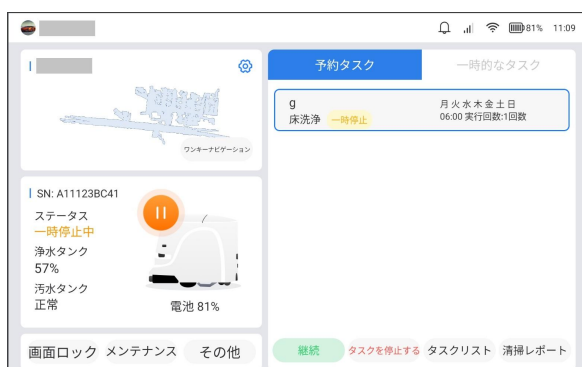 81% 11:09
ワンキーナビゲーション
SN: A11123BC41
ステータス
一時停止中
浄水タンク
57%
汚水タンク
正常
電池 81%
画面ロック メンテナンス その他
予約タスク 一時的なタスク
g
月火水木金土日
床洗浄 一時停止
06:00 実行回数:1回数
継続 タスクを停止する タスクリスト 清掃レポート